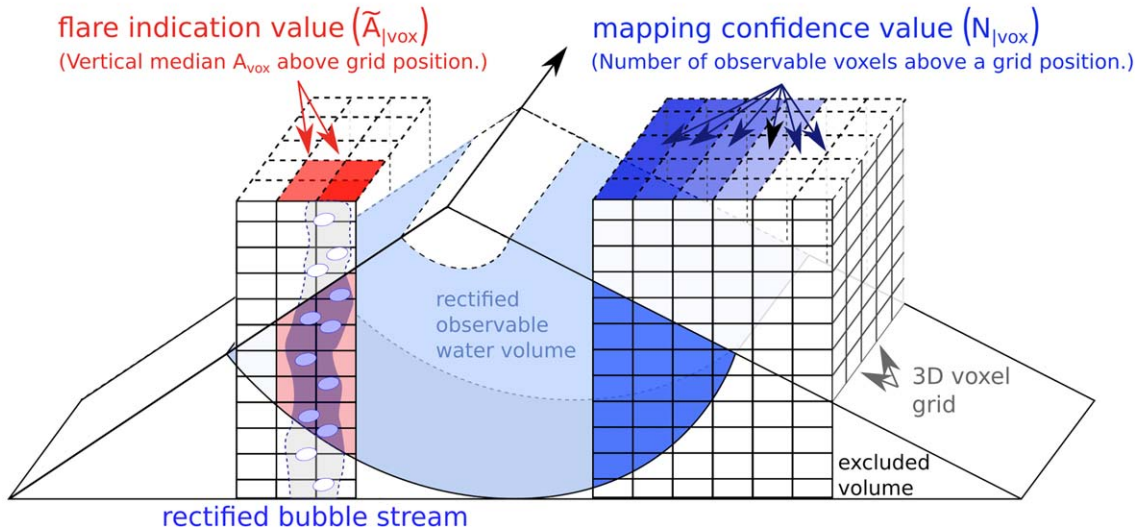 flare indication value (Ã|vox)
(Vertical median Avox above grid position.)
mapping confidence value (N|vox)
(Number of observable voxels above a grid position.)
rectified
observable
water volume
3D voxel
grid
excluded
volume
rectified bubble stream